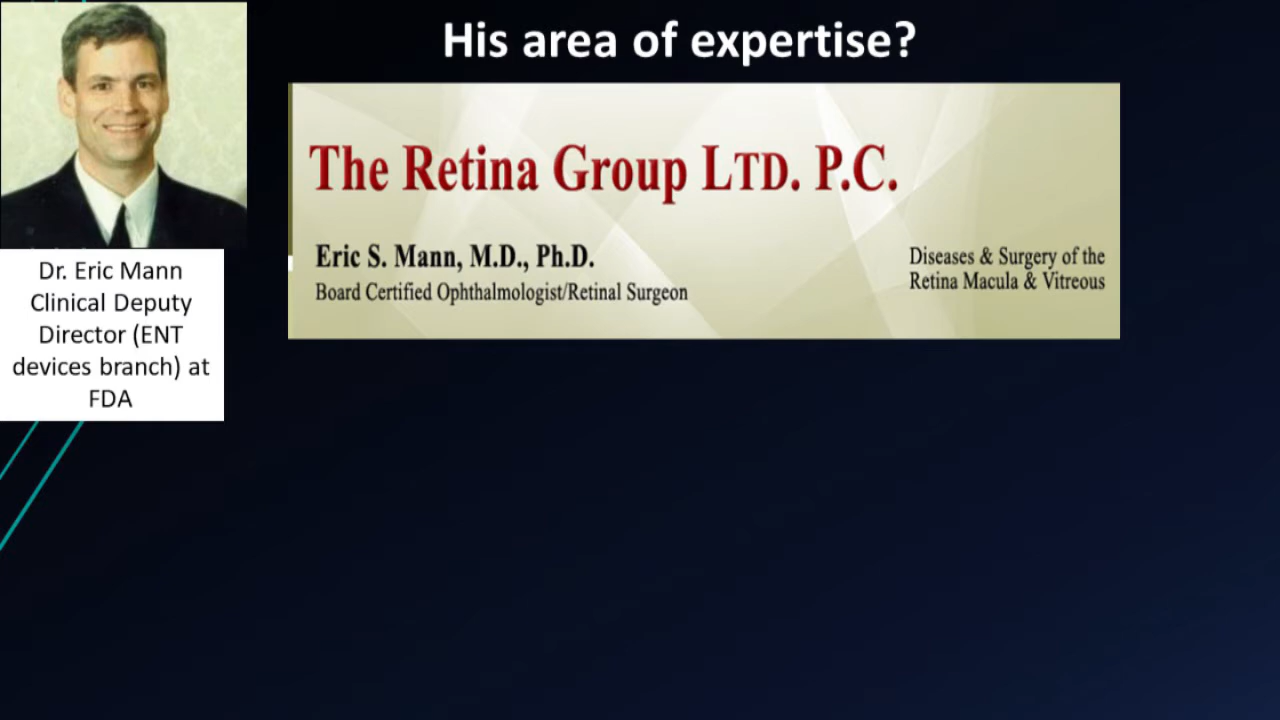 His area of expertise?
The Retina Group LTD. P.C.
Eric S. Mann, M.D., Ph.D.
Board Certified Ophthalmologist/Retinal Surgeon
Diseases & Surgery of the
Retina Macula & Vitreous
Dr. Eric Mann
Clinical Deputy
Director (ENT
devices branch) at
FDA